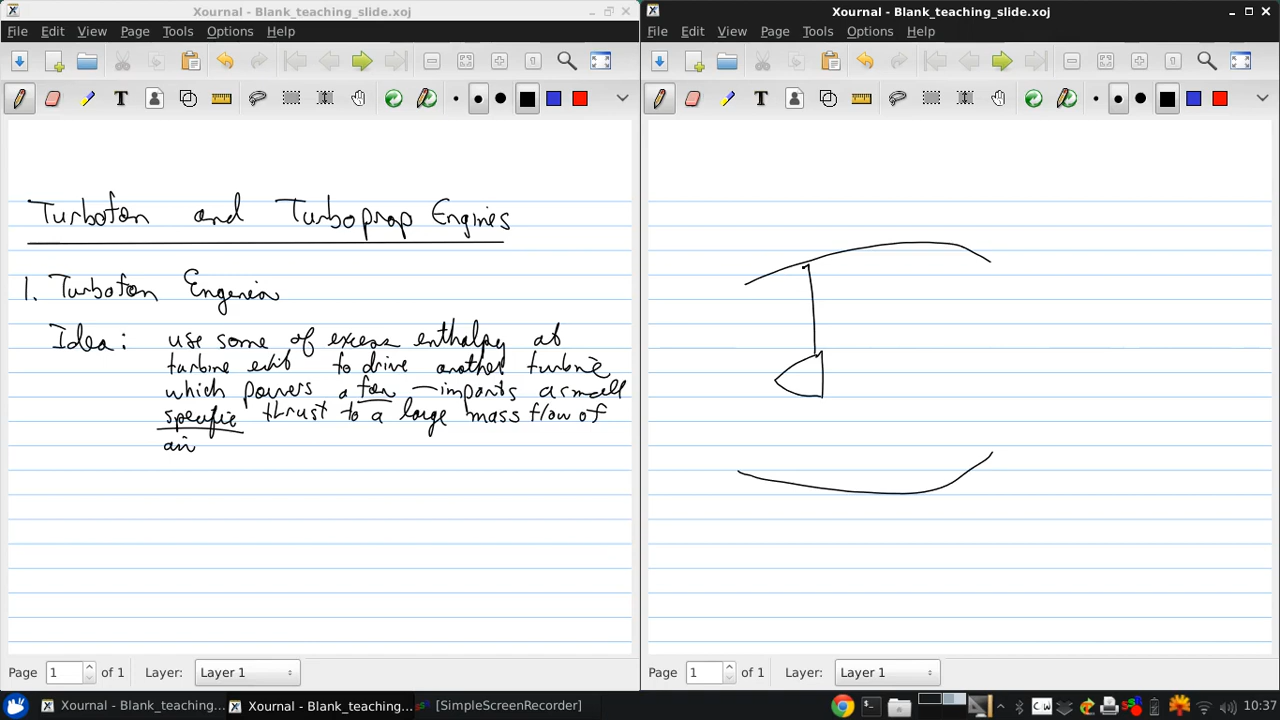 Xournal - Blank_teaching_slide.xoj
File Edit View Page Tools Options Help
Turbofan and Turboprop Engines
1. Turbofan Engenia
Idea: use some of excess enthalpy at
turbine exit to drive another turbine
which powers a fan — imparts a small
specific thrust to a large mass flow of
air
Page 1 of 1 Layer: Layer 1
Xournal - Blank_teaching_slide.xoj
File Edit View Page Tools Options Help
Page 1 of 1 Layer: Layer 1
Xournal - Blank_teaching_... Xournal - Blank_teaching_... [SimpleScreenRecorder] 10:37